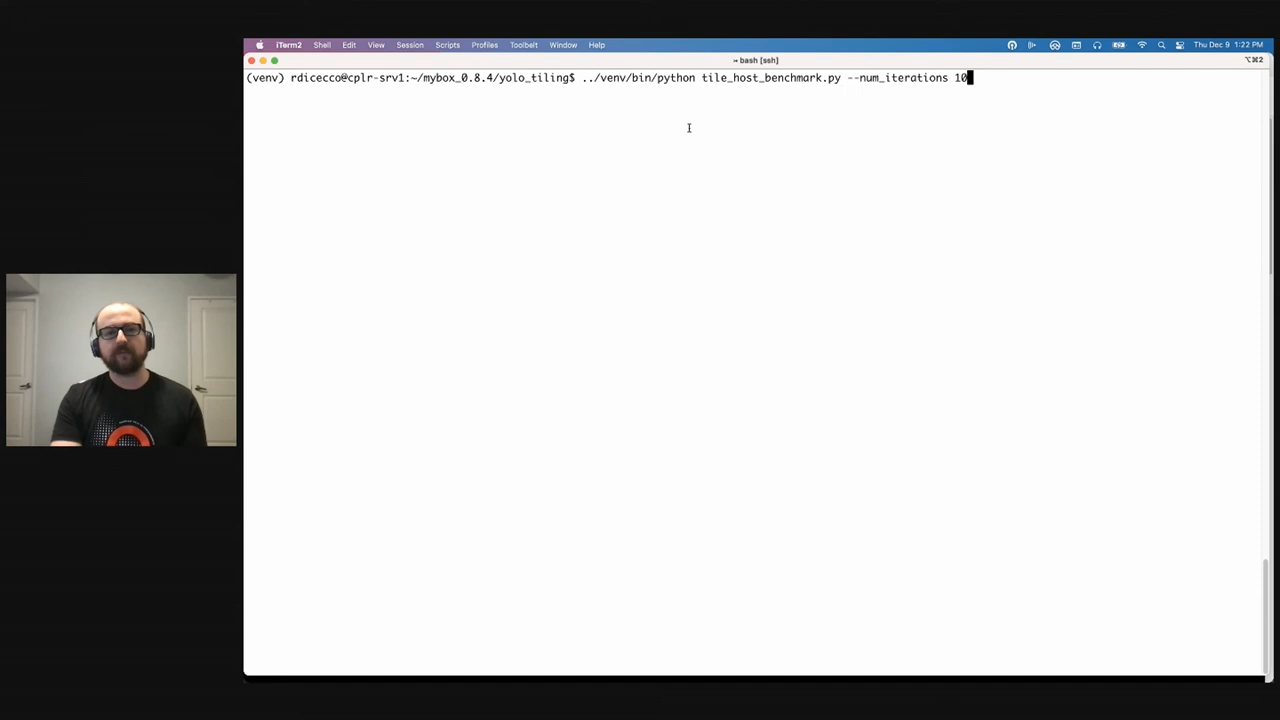 iTerm2 Shell Edit View Session Scripts Profiles Toolbelt Window Help Thu Dec 9 1:22 PM
bash (ssh) ⌥⌘2
(venv) rdicecco@cplr-srv1:~/mybox_0.8.4/yolo_tiling$ ../venv/bin/python tile_host_benchmark.py --num_iterations 10